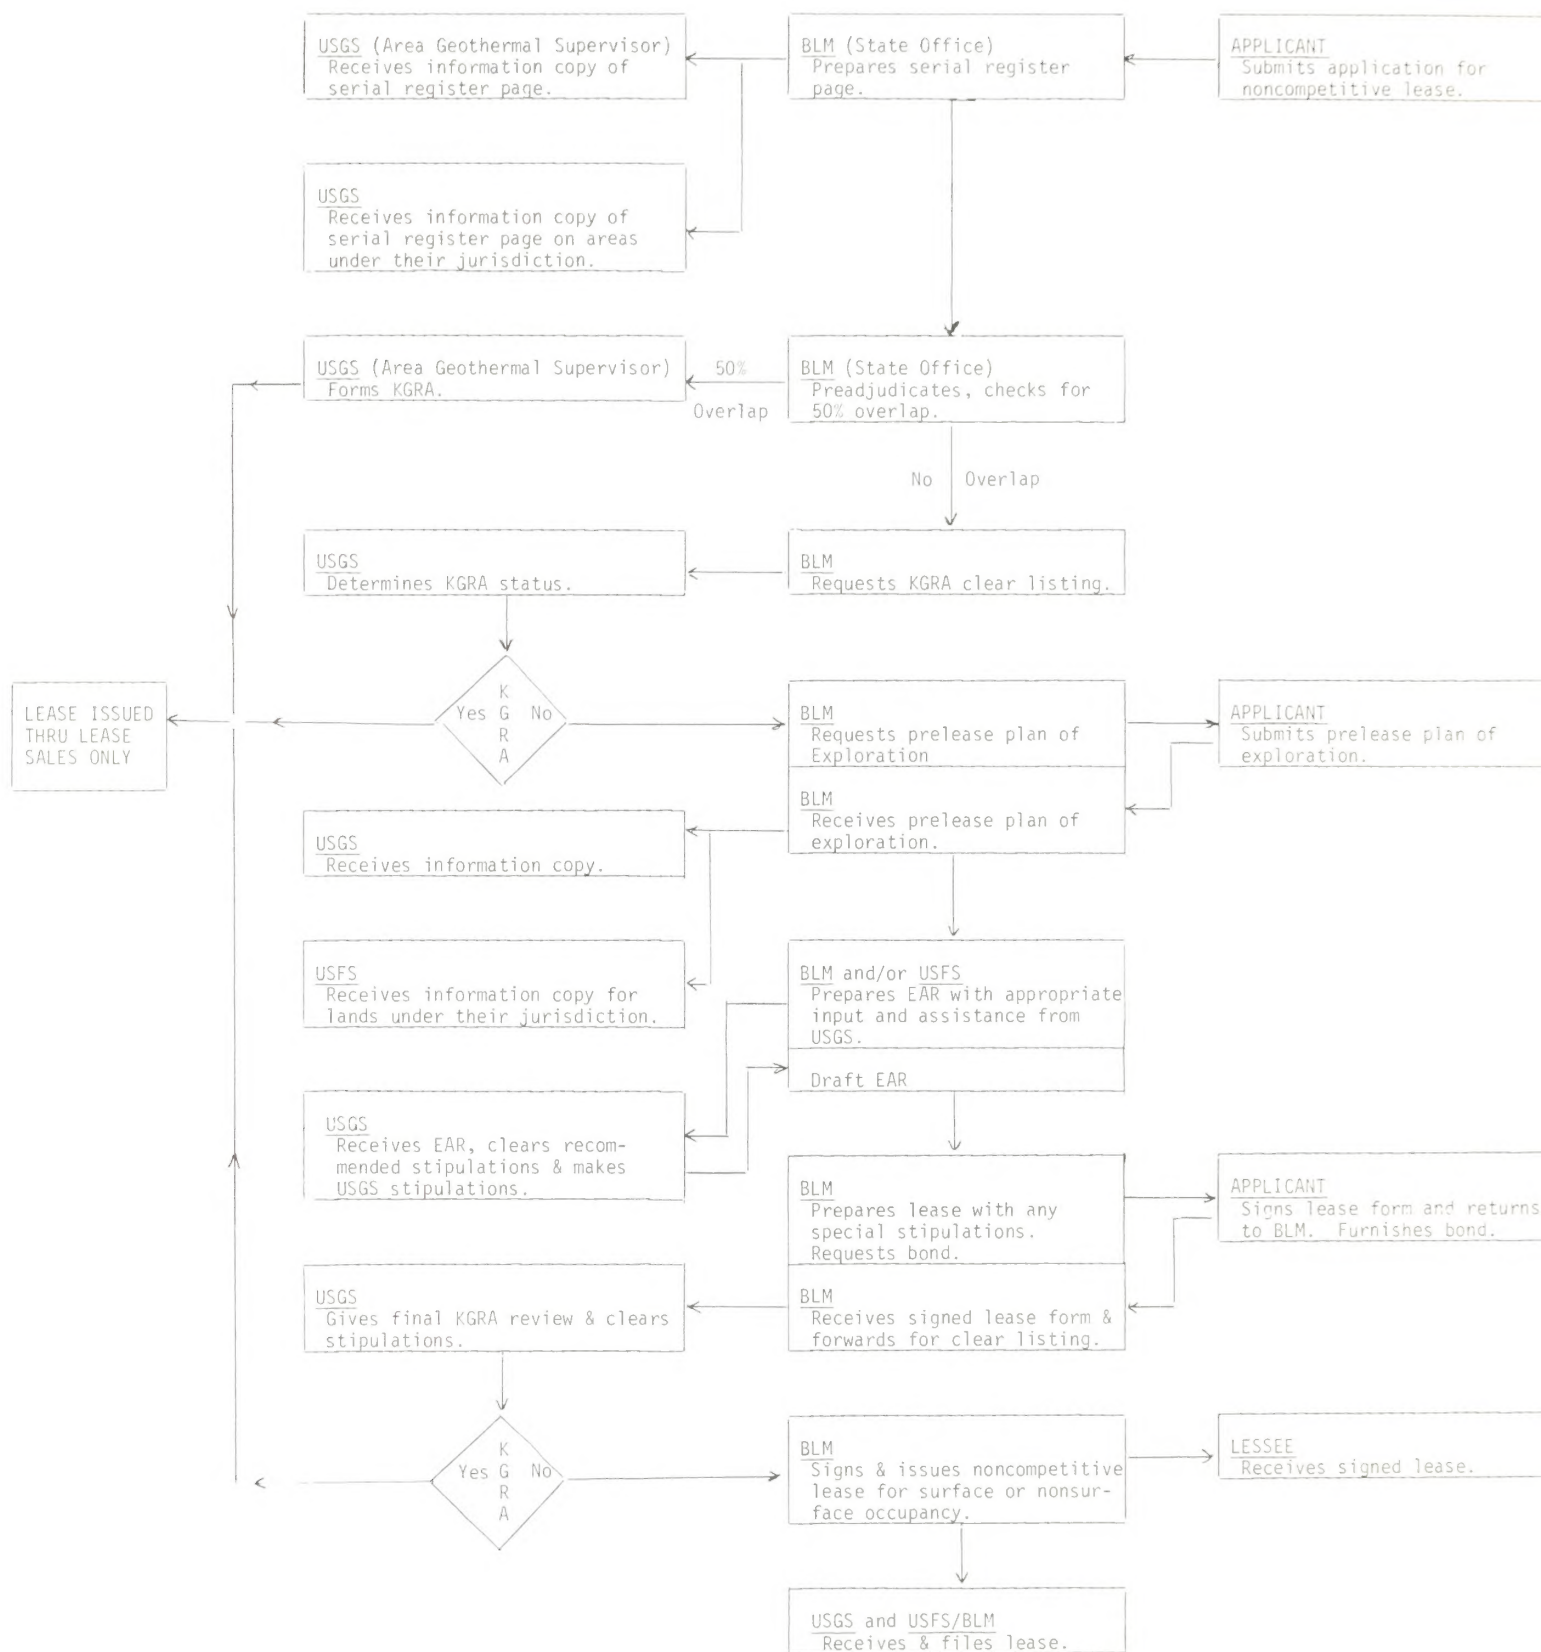 USGS (Area Geothermal Supervisor)
Receives information copy of
serial register page.
BLM (State Office)
Prepares serial register
page.
APPLICANT
Submits application for
noncompetitive lease.
USGS
Receives information copy of
serial register page on areas
under their jurisdiction.
USGS (Area Geothermal Supervisor)
Forms KGRA.
50%
Overlap
BLM (State Office)
Preadjudicates, checks for
50% overlap.
No Overlap
USGS
Determines KGRA status.
BLM
Requests KGRA clear listing.
LEASE ISSUED
THRU LEASE
SALES ONLY
K
Yes G No
R
A
BLM
Requests prelease plan of
Exploration
APPLICANT
Submits prelease plan of
exploration.
BLM
Receives prelease plan of
exploration.
USGS
Receives information copy.
USFS
Receives information copy for
lands under their jurisdiction.
BLM and/or USFS
Prepares EAR with appropriate
input and assistance from
USGS.
Draft EAR
USGS
Receives EAR, clears recom-
mended stipulations & makes
USGS stipulations.
BLM
Prepares lease with any
special stipulations.
Requests bond.
APPLICANT
Signs lease form and returns
to BLM. Furnishes bond.
USGS
Gives final KGRA review & clears
stipulations.
BLM
Receives signed lease form &
forwards for clear listing.
K
Yes G No
R
A
BLM
Signs & issues noncompetitive
lease for surface or nonsur-
face occupancy.
LESSEE
Receives signed lease.
USGS and USFS/BLM
Receives & files lease.